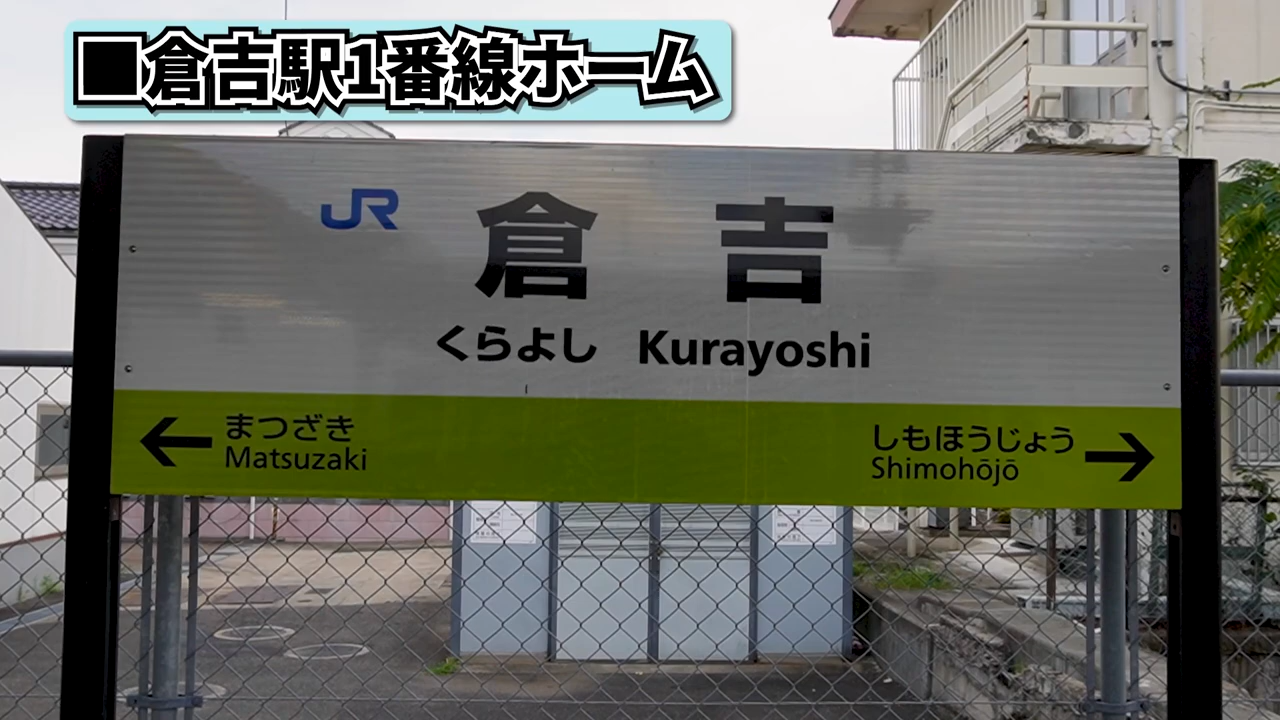 ■倉吉駅1番線ホーム
JR 倉吉
くらよし Kurayoshi
← まつざき
Matsuzaki
しもほうじょう →
Shimohōjō